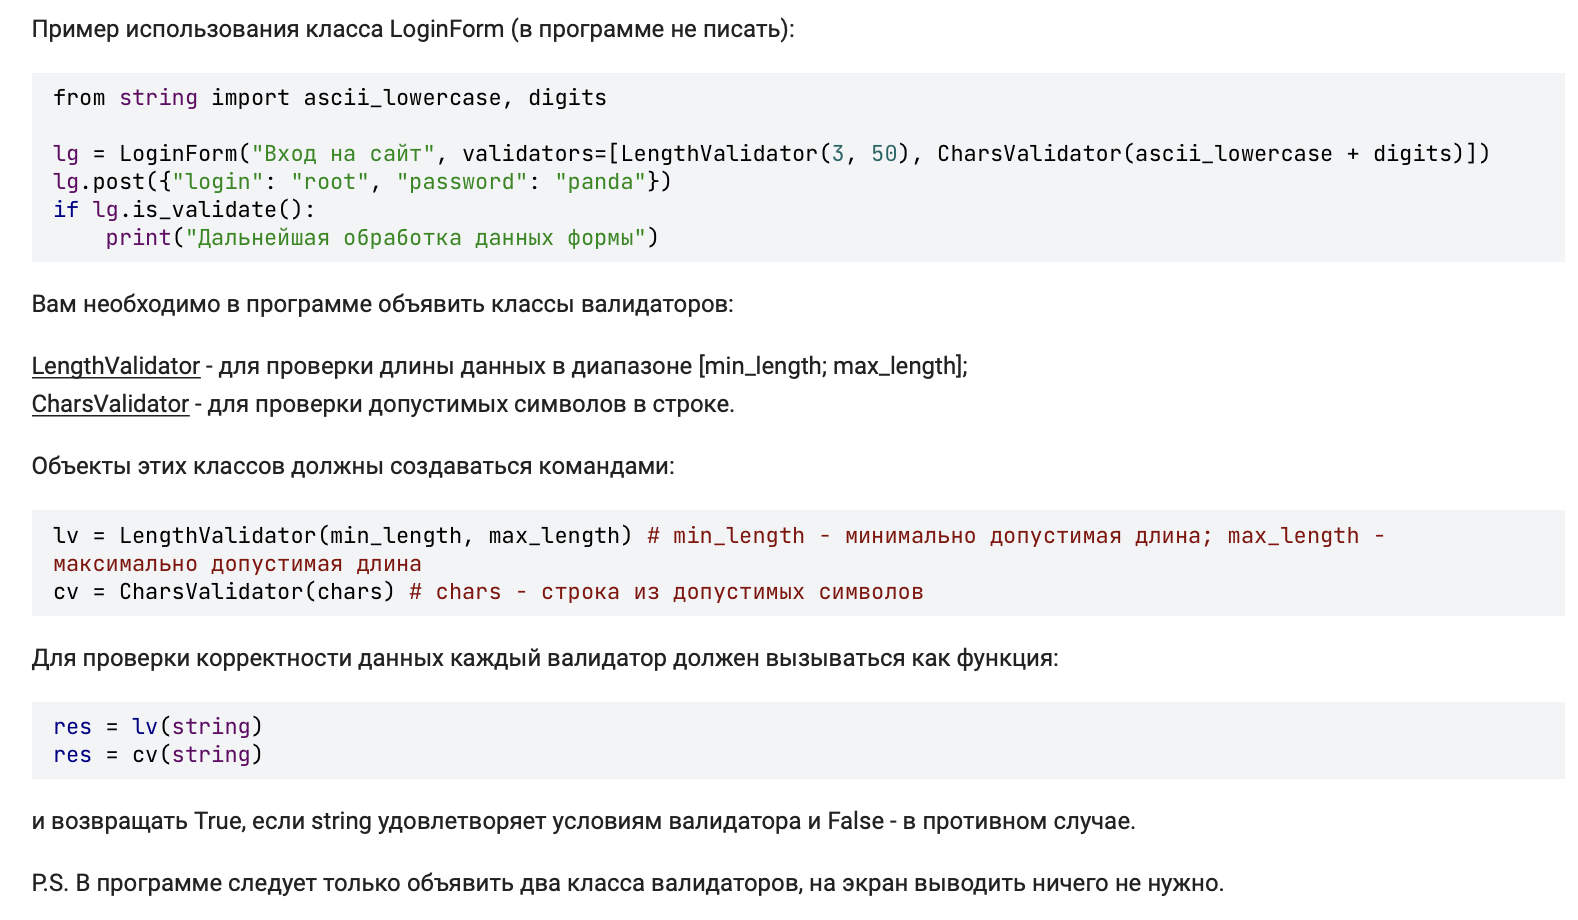 Пример использования класса LoginForm (в программе не писать):
from string import ascii_lowercase, digits
lg = LoginForm("Вход на сайт", validators=[LengthValidator(3, 50), CharsValidator(ascii_lowercase + digits)])
lg.post({"login": "root", "password": "panda"})
if lg.is_validate():
    print("Дальнейшая обработка данных формы")
Вам необходимо в программе объявить классы валидаторов:
LengthValidator - для проверки длины данных в диапазоне [min_length; max_length];
CharsValidator - для проверки допустимых символов в строке.
Объекты этих классов должны создаваться командами:
lv = LengthValidator(min_length, max_length) # min_length - минимально допустимая длина; max_length -
максимально допустимая длина
cv = CharsValidator(chars) # chars - строка из допустимых символов
Для проверки корректности данных каждый валидатор должен вызываться как функция:
res = lv(string)
res = cv(string)
и возвращать True, если string удовлетворяет условиям валидатора и False - в противном случае.
P.S. В программе следует только объявить два класса валидаторов, на экран выводить ничего не нужно.